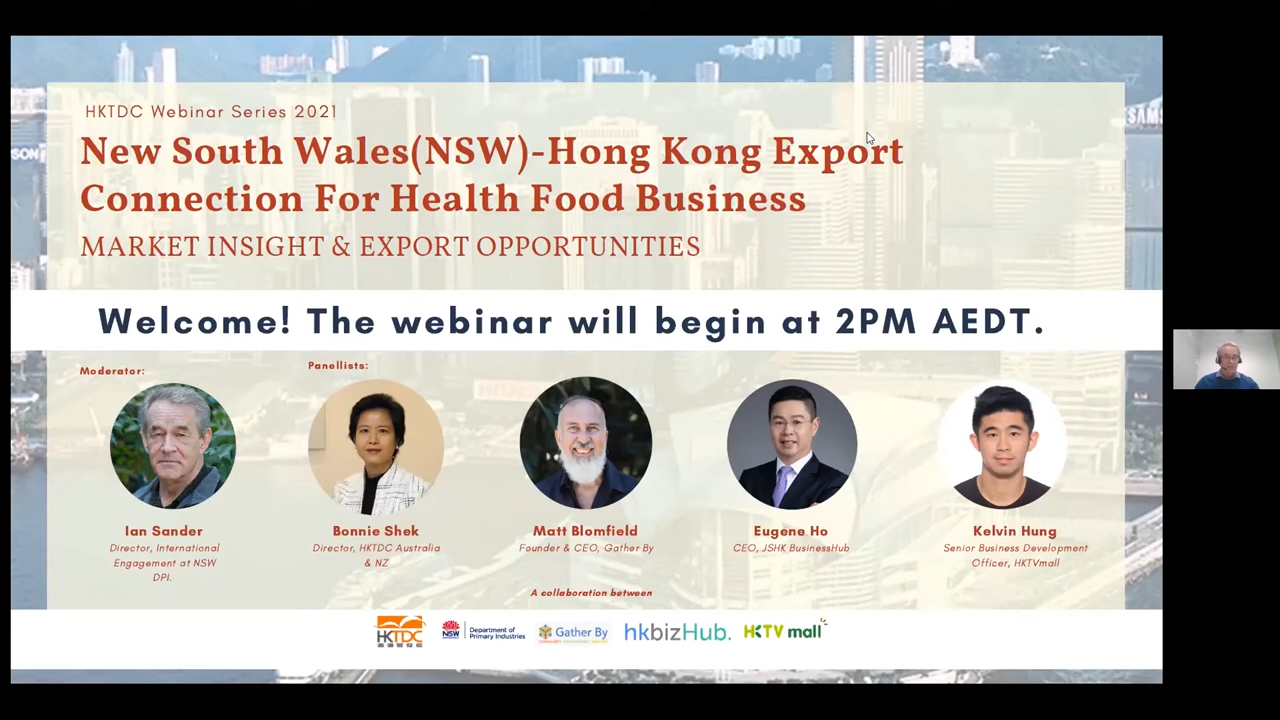 HKTDC Webinar Series 2021
New South Wales(NSW)-Hong Kong Export
Connection For Health Food Business
MARKET INSIGHT & EXPORT OPPORTUNITIES
Welcome! The webinar will begin at 2PM AEDT.
Moderator:
Panellists:
Ian Sander
Director, International
Engagement at NSW
DPI.
Bonnie Shek
Director, HKTDC Australia
& NZ
Matt Blomfield
Founder & CEO, Gather By
Eugene Ho
CEO, JSHK BusinessHub
Kelvin Hung
Senior Business Development
Officer, HKTVmall
A collaboration between
HKTDC
NSW
Department of
Primary Industries
Gather By
hkbizHub.
HKTV mall
SAMS
SON